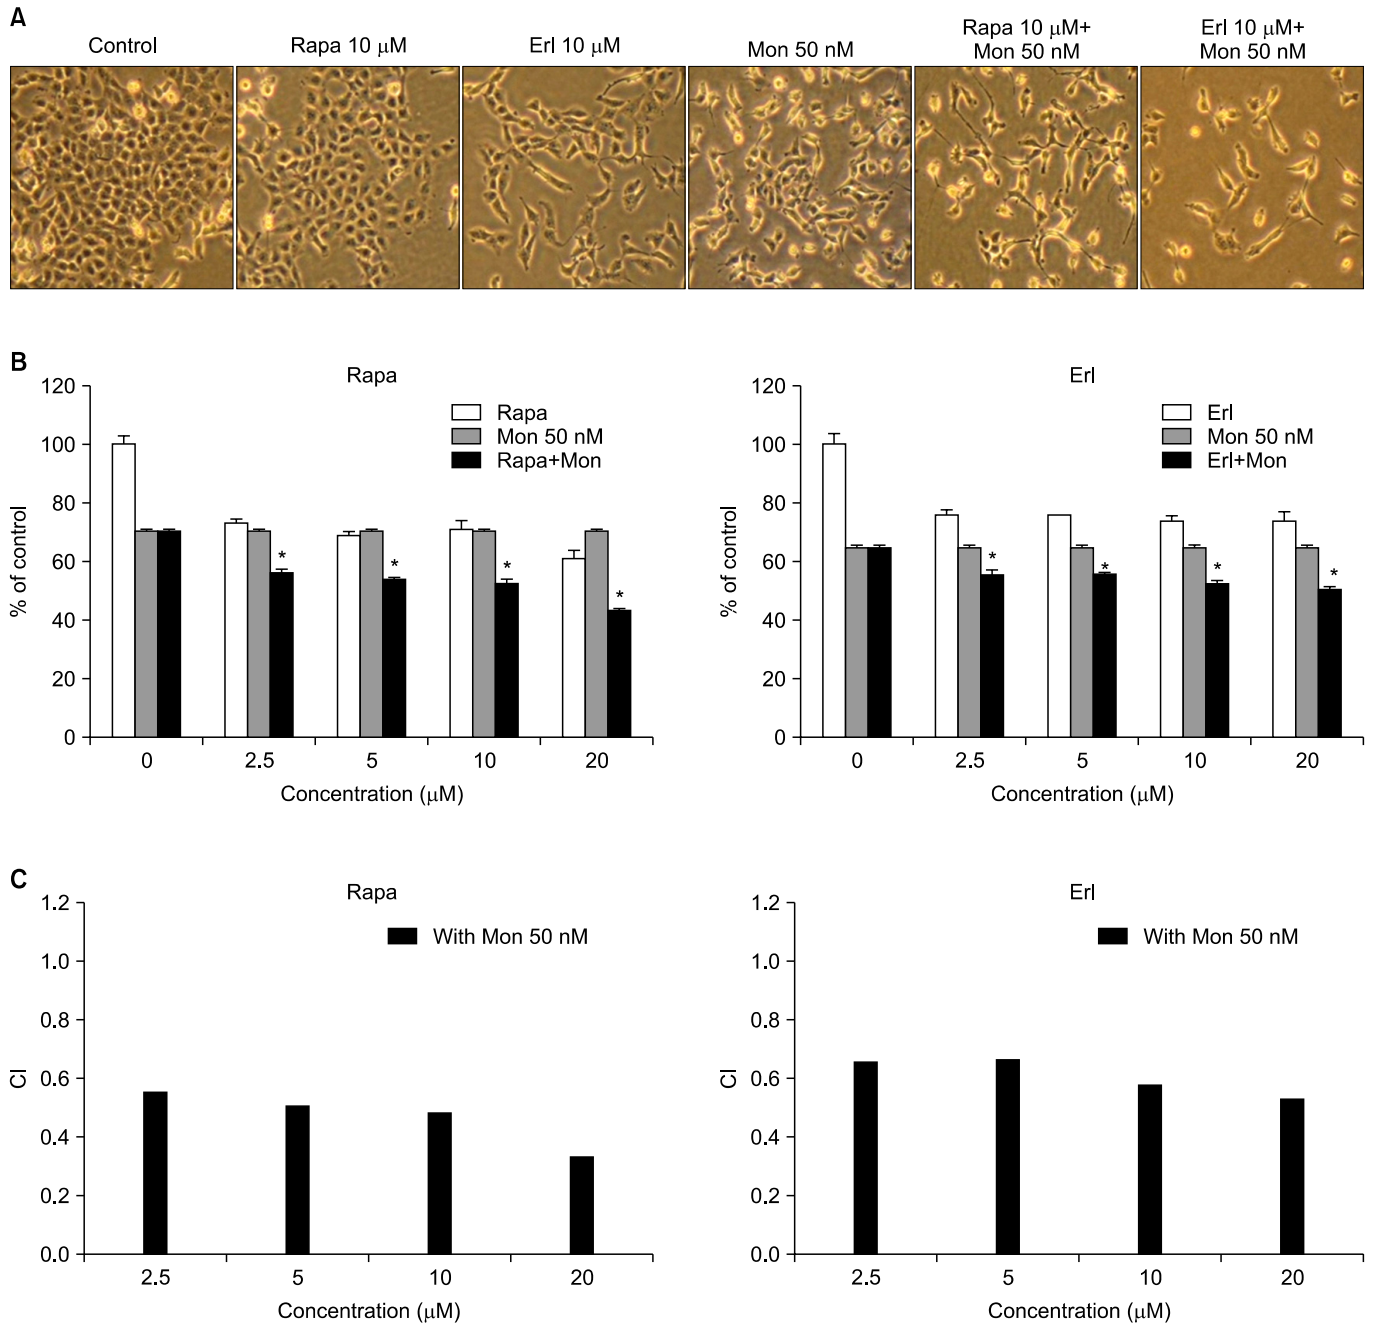 A
Control
Rapa 10 μM
Erl 10 μM
Mon 50 nM
Rapa 10 μM+
Mon 50 nM
Erl 10 μM+
Mon 50 nM
B
Rapa
120
100
80
60
40
20
0
% of control
Rapa
Mon 50 nM
Rapa+Mon
*
*
*
*
0 2.5 5 10 20
Concentration (μM)
Erl
120
100
80
60
40
20
0
% of control
Erl
Mon 50 nM
Erl+Mon
*
*
*
*
0 2.5 5 10 20
Concentration (μM)
C
Rapa
1.2
1.0
0.8
0.6
0.4
0.2
0.0
CI
With Mon 50 nM
2.5 5 10 20
Concentration (μM)
Erl
1.2
1.0
0.8
0.6
0.4
0.2
0.0
CI
With Mon 50 nM
2.5 5 10 20
Concentration (μM)